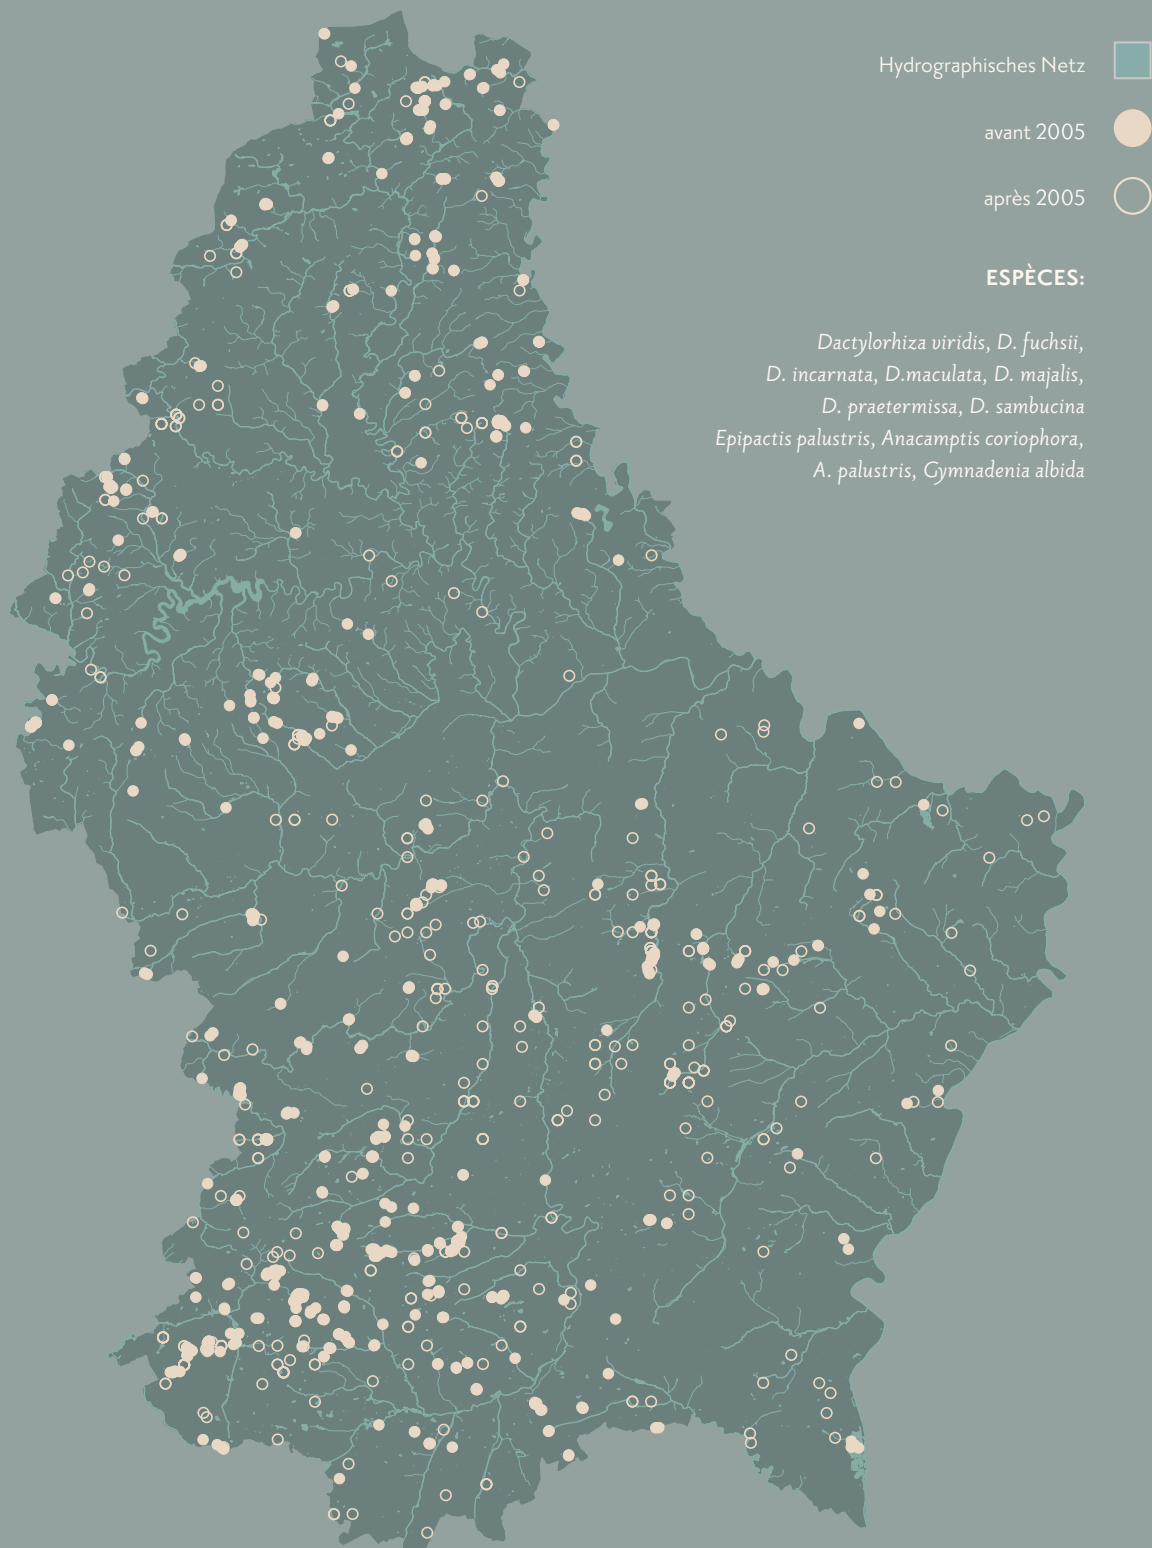 Hydrographisches Netz
avant 2005
après 2005
ESPÈCES:
Dactylorhiza viridis, D. fuchsii,
D. incarnata, D.maculata, D. majalis,
D. praetermissa, D. sambucina
Epipactis palustris, Anacamptis coriophora,
A. palustris, Gymnadenia albida